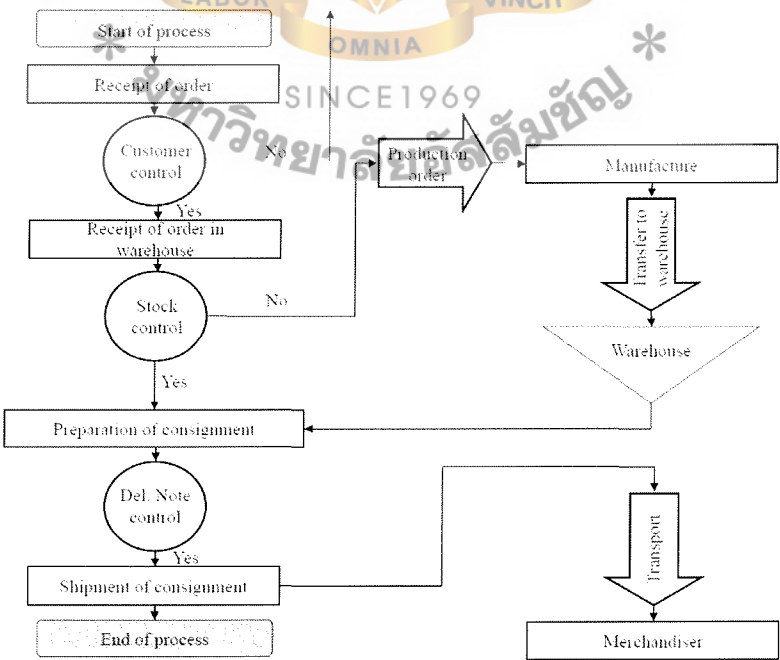 LABOR
VINCIT
OMNIA
SINCE1969
Start of process
Receipt of order
Customer
control
No
Yes
Receipt of order in
warehouse
Stock
control
No
Yes
Production
order
Manufacture
Transfer to
warehouse
Warehouse
Preparation of consignment
Del. Note
control
Yes
Shipment of consignment
End of process
Transport
Merchandiser